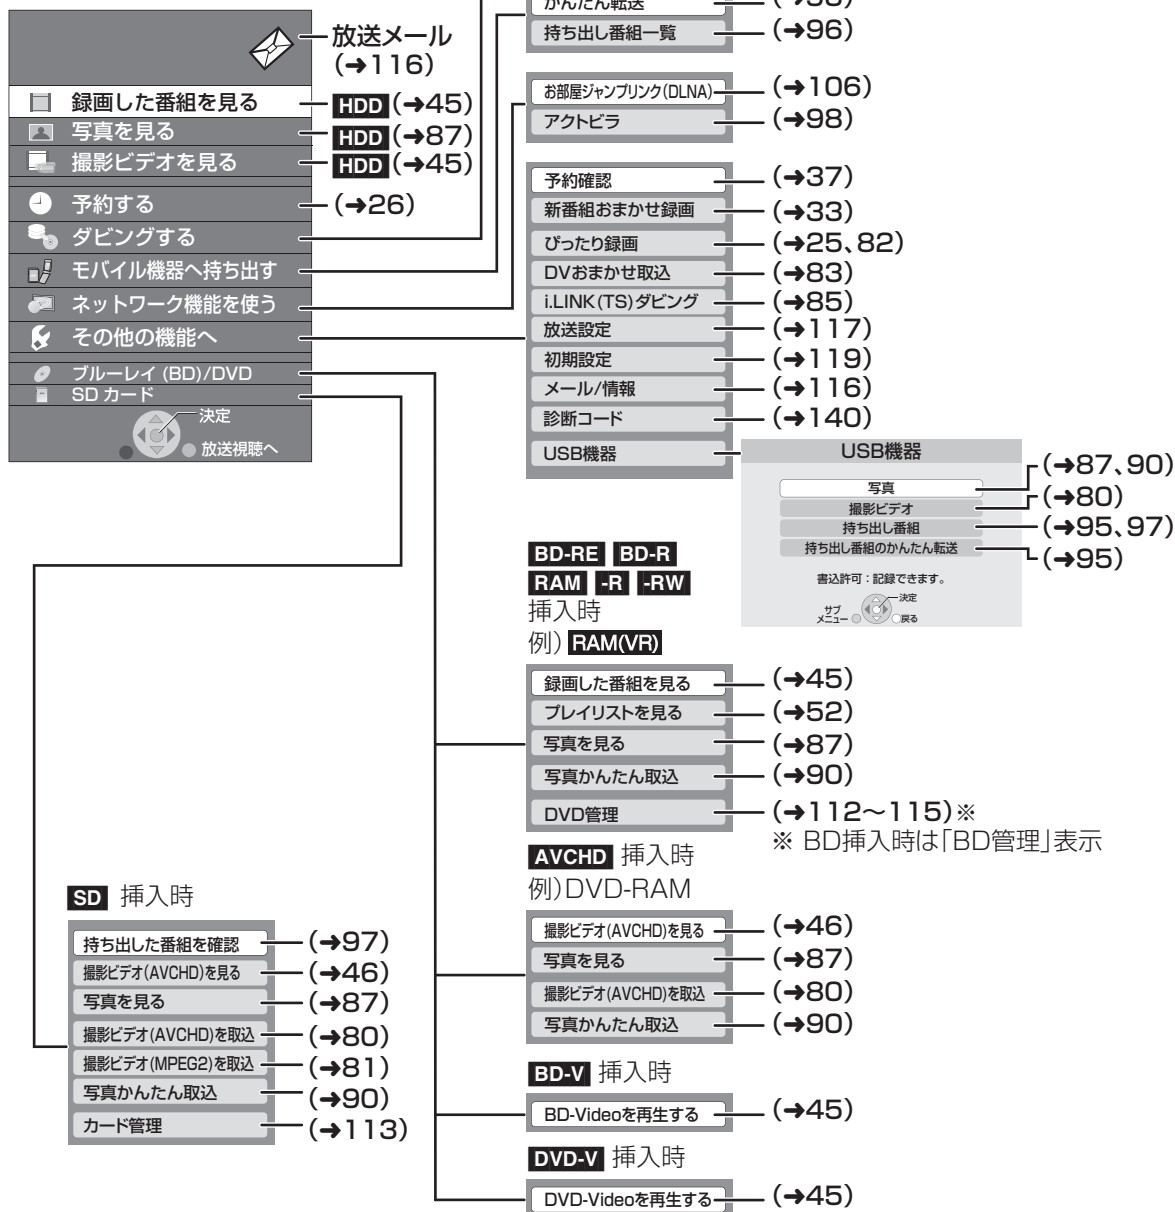 放送メール
(➜116)
録画した番組を見る HDD (➜45)
写真を見る HDD (➜87)
撮影ビデオを見る HDD (➜45)
予約する (➜26)
ダビングする
モバイル機器へ持ち出す
ネットワーク機能を使う
その他の機能へ
ブルーレイ (BD)/DVD
SD カード
決定
放送視聴へ
かんたん転送
持ち出し番組一覧 (➜96)
お部屋ジャンプリンク(DLNA) (➜106)
アクトビラ (➜98)
予約確認 (➜37)
新番組おまかせ録画 (➜33)
ぴったり録画 (➜25、82)
DVおまかせ取込 (➜83)
i.LINK(TS)ダビング (➜85)
放送設定 (➜117)
初期設定 (➜119)
メール/情報 (➜116)
診断コード (➜140)
USB機器
USB機器
写真 (➜87、90)
撮影ビデオ (➜80)
持ち出し番組 (➜95、97)
持ち出し番組のかんたん転送 (➜95)
書込許可：記録できます。
決定
サブ
メニュー
戻る
BD-RE BD-R
RAM -R -RW
挿入時
例) RAM(VR)
録画した番組を見る (➜45)
プレイリストを見る (➜52)
写真を見る (➜87)
写真かんたん取込 (➜90)
DVD管理 (➜112～115)※
※ BD挿入時は「BD管理」表示
AVCHD 挿入時
例)DVD-RAM
撮影ビデオ(AVCHD)を見る (➜46)
写真を見る (➜87)
撮影ビデオ(AVCHD)を取込 (➜80)
写真かんたん取込 (➜90)
BD-V 挿入時
BD-Videoを再生する (➜45)
DVD-V 挿入時
DVD-Videoを再生する (➜45)
SD 挿入時
持ち出した番組を確認 (➜97)
撮影ビデオ(AVCHD)を見る (➜46)
写真を見る (➜87)
撮影ビデオ(AVCHD)を取込 (➜80)
撮影ビデオ(MPEG2)を取込 (➜81)
写真かんたん取込 (➜90)
カード管理 (➜113)